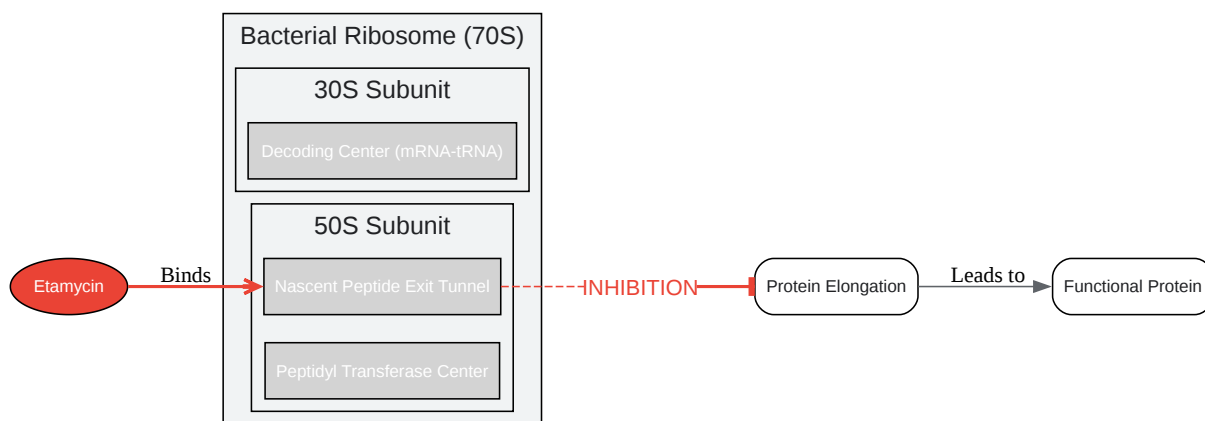 Bacterial Ribosome (70S)
30S Subunit
Decoding Center (mRNA-tRNA)
50S Subunit
Etamycin
Binds
Nascent Peptide Exit Tunnel
INHIBITION
Protein Elongation
Leads to
Functional Protein
Peptidyl Transferase Center